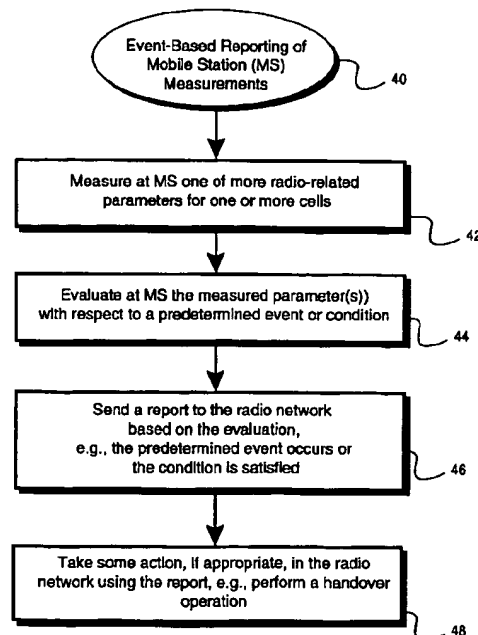 Event-Based Reporting of
Mobile Station (MS)
Measurements
40
Measure at MS one of more radio-related
parameters for one or more cells
42
Evaluate at MS the measured parameter(s))
with respect to a predetermined event or condition
44
Send a report to the radio network
based on the evaluation,
e.g., the predetermined event occurs or
the condition is satisfied
46
Take some action, if appropriate, in the radio
network using the report, e.g., perform a handover
operation
48